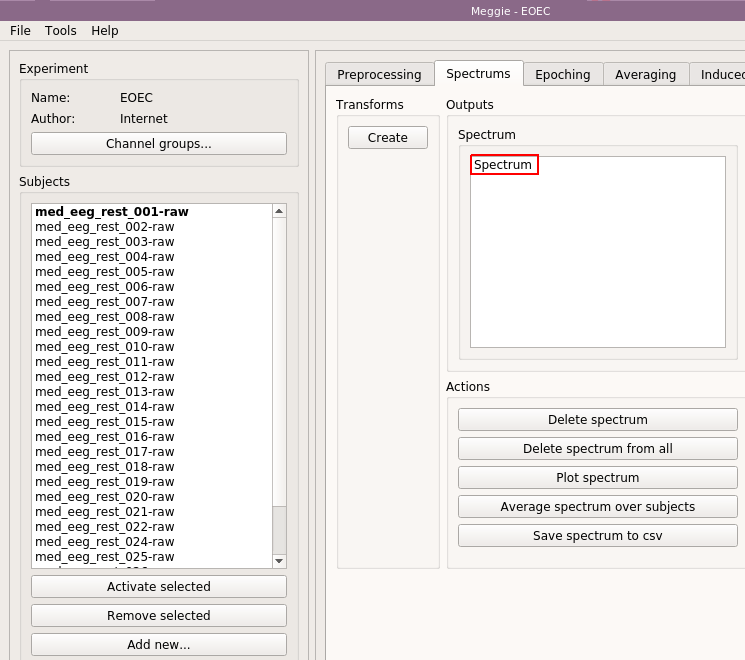 Meggie - EOEC
File Tools Help
Experiment
Name: EOEC
Author: Internet
Channel groups...
Subjects
med_eeg_rest_001-raw
med_eeg_rest_002-raw
med_eeg_rest_003-raw
med_eeg_rest_004-raw
med_eeg_rest_005-raw
med_eeg_rest_006-raw
med_eeg_rest_007-raw
med_eeg_rest_008-raw
med_eeg_rest_009-raw
med_eeg_rest_010-raw
med_eeg_rest_011-raw
med_eeg_rest_012-raw
med_eeg_rest_013-raw
med_eeg_rest_014-raw
med_eeg_rest_015-raw
med_eeg_rest_016-raw
med_eeg_rest_017-raw
med_eeg_rest_018-raw
med_eeg_rest_019-raw
med_eeg_rest_020-raw
med_eeg_rest_021-raw
med_eeg_rest_022-raw
med_eeg_rest_024-raw
med_eeg_rest_025-raw
Activate selected
Remove selected
Add new...
Preprocessing Spectrums Epoching Averaging Induced
Transforms
Create
Outputs
Spectrum
Spectrum
Actions
Delete spectrum
Delete spectrum from all
Plot spectrum
Average spectrum over subjects
Save spectrum to csv